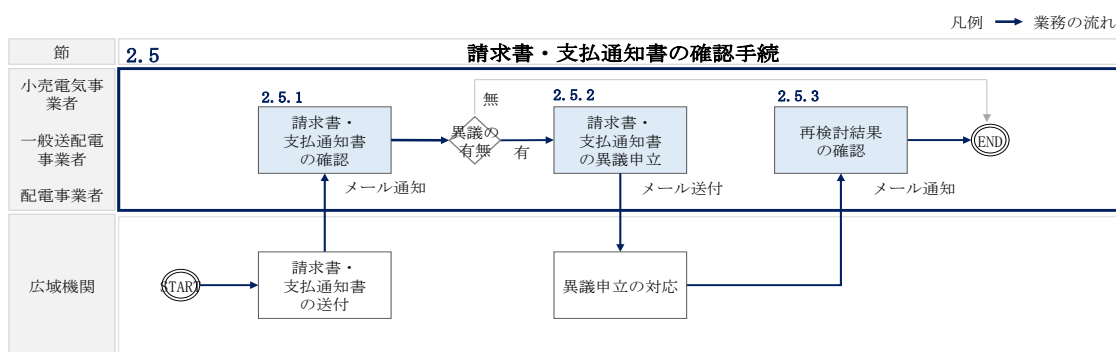 凡例 業務の流れ
節
2.5
請求書・支払通知書の確認手続
小売電気事
業者
一般送配電
事業者
配電事業者
2.5.1
請求書・
支払通知書
の確認
異議の
有無
無
有
2.5.2
請求書・
支払通知書
の異議申立
2.5.3
再検討結果
の確認
END
メール通知
メール送付
メール通知
広域機関
START
請求書・
支払通知書
の送付
異議申立の対応